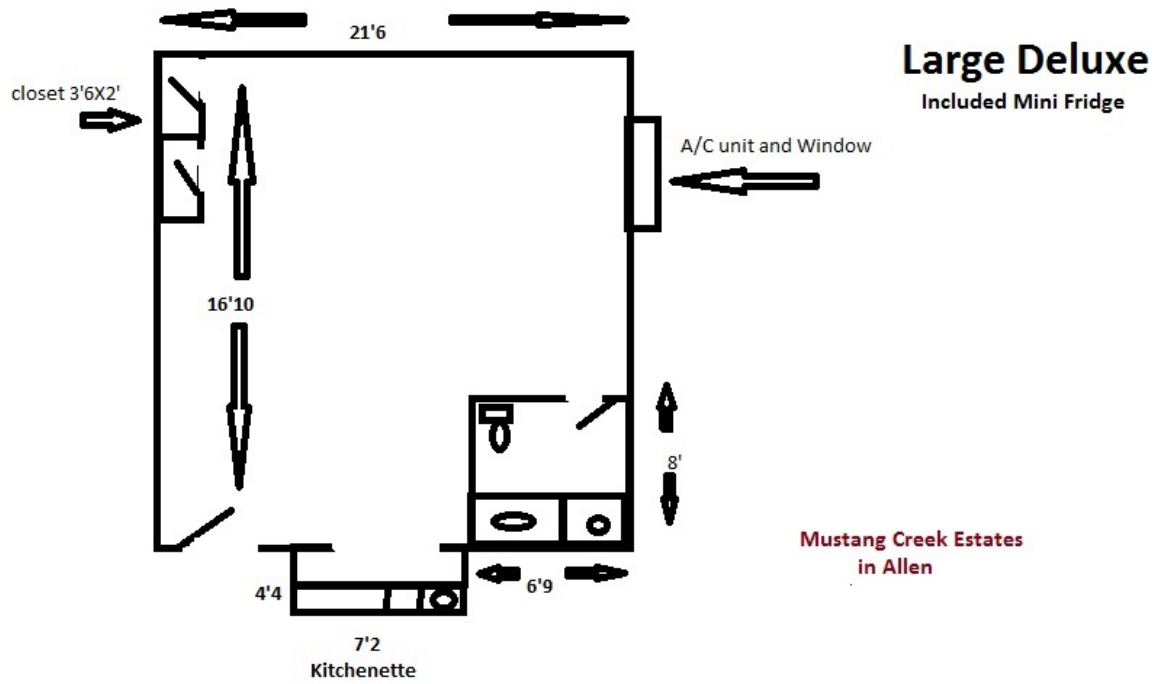 21'6
Large Deluxe
Included Mini Fridge
closet 3'6X2'
A/C unit and Window
16'10
8'
Mustang Creek Estates
in Allen
6'9
4'4
7'2
Kitchenette